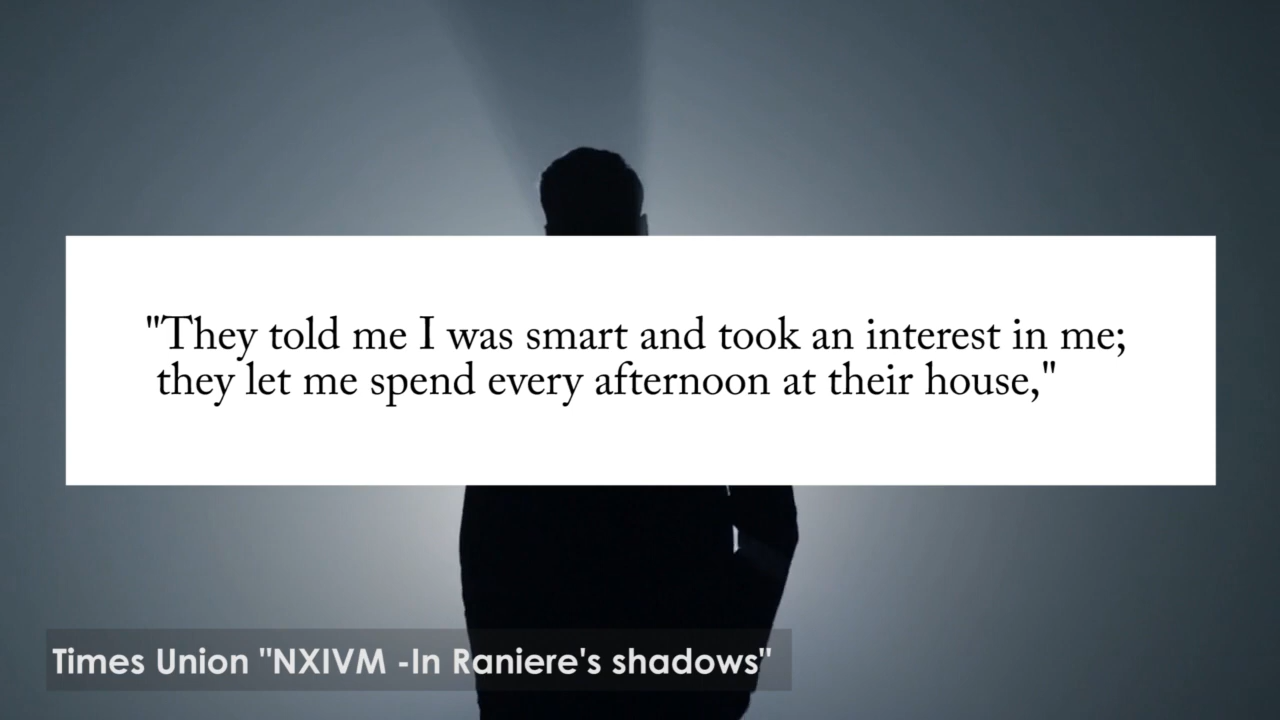 "They told me I was smart and took an interest in me;
they let me spend every afternoon at their house,"
Times Union "NXIVM -In Raniere's shadows"